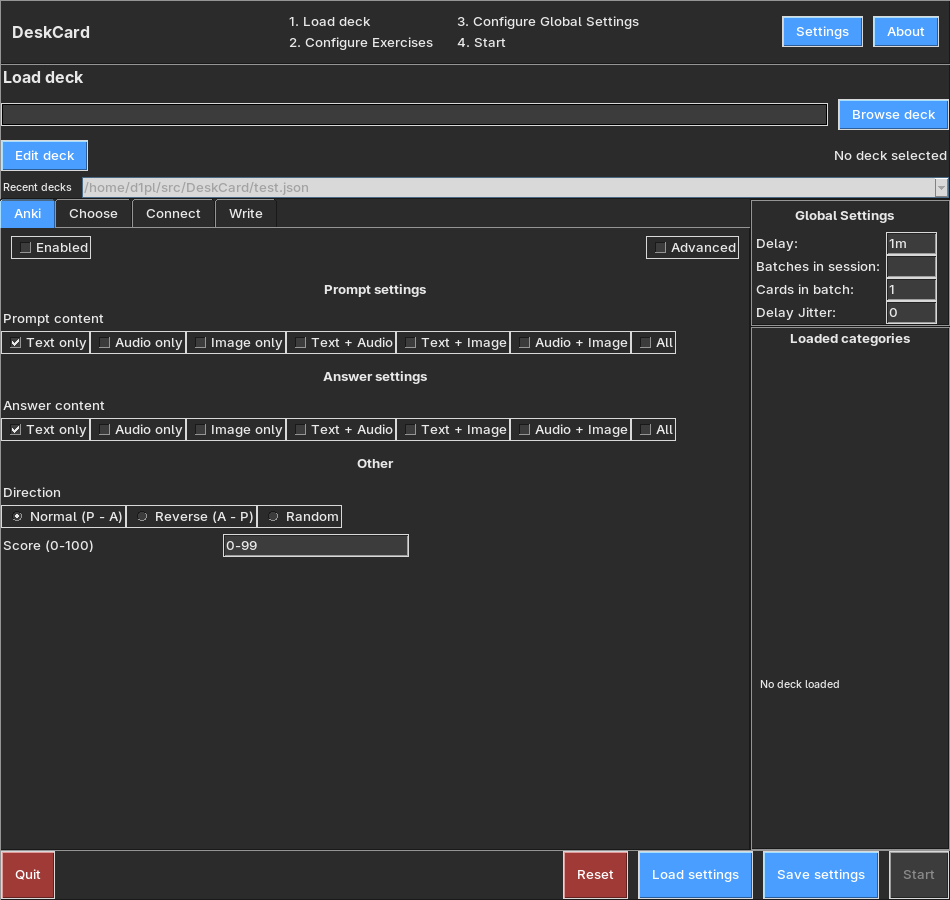 DeskCard
1. Load deck
2. Configure Exercises
3. Configure Global Settings
4. Start
Settings
About
Load deck
Browse deck
Edit deck
No deck selected
Recent decks
/home/d1pl/src/DeskCard/test.json
Anki
Choose
Connect
Write
Enabled
Advanced
Prompt settings
Prompt content
Text only
Audio only
Image only
Text + Audio
Text + Image
Audio + Image
All
Answer settings
Answer content
Text only
Audio only
Image only
Text + Audio
Text + Image
Audio + Image
All
Other
Direction
Normal (P - A)
Reverse (A - P)
Random
Score (0-100)
0-99
Global Settings
Delay:
1m
Batches in session:
Cards in batch:
1
Delay Jitter:
0
Loaded categories
No deck loaded
Quit
Reset
Load settings
Save settings
Start